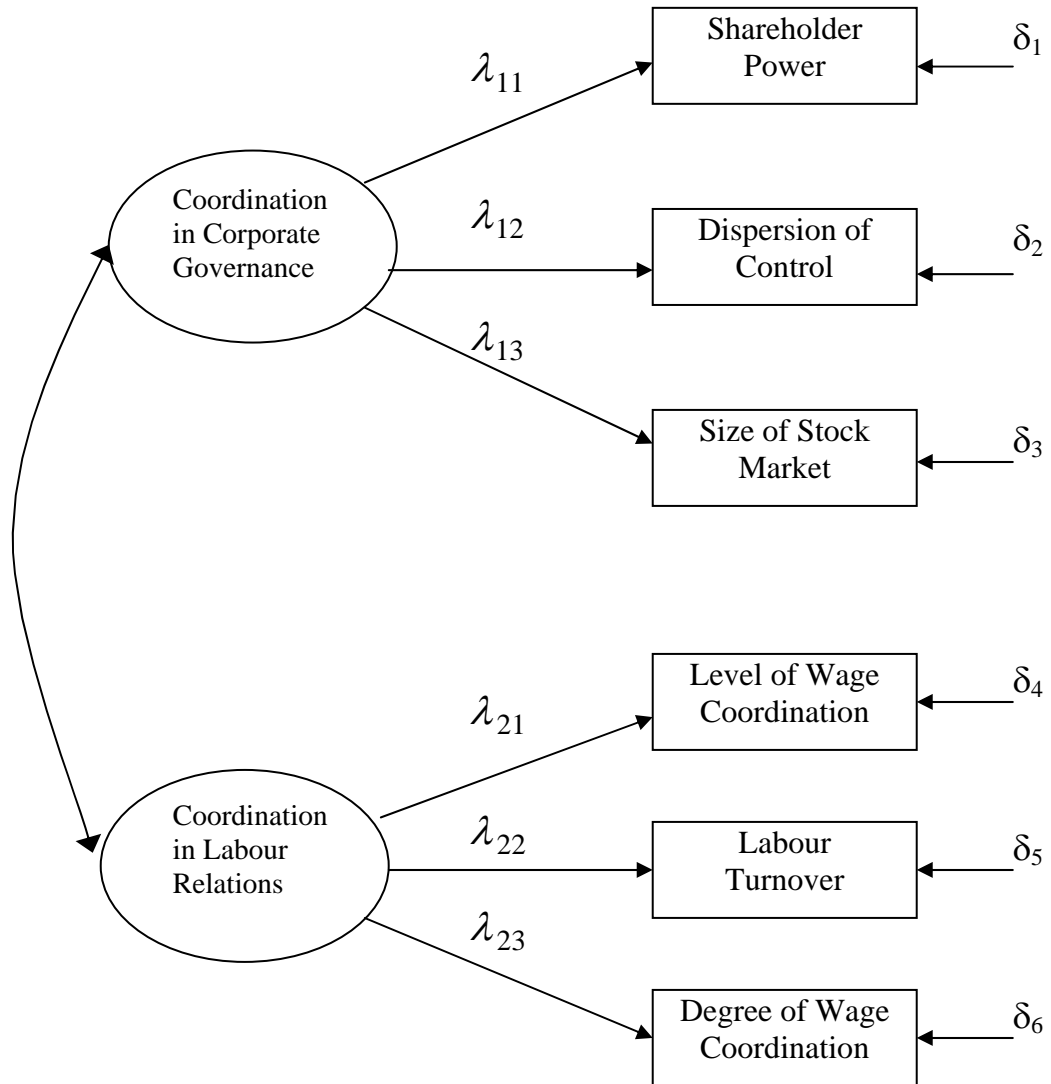 Shareholder
Power
δ1
λ11
Coordination
in Corporate
Governance
λ12
Dispersion of
Control
δ2
λ13
Size of Stock
Market
δ3
Level of Wage
Coordination
δ4
λ21
Coordination
in Labour
Relations
λ22
Labour
Turnover
δ5
λ23
Degree of Wage
Coordination
δ6